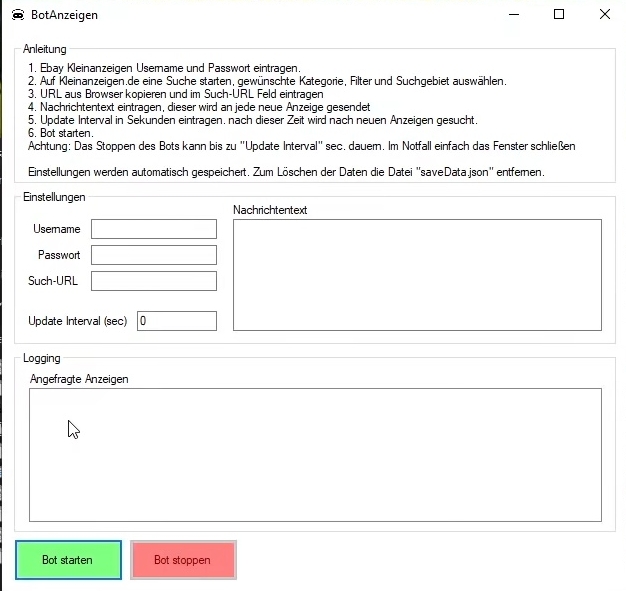 BotAnzeigen
Anleitung
1. Ebay Kleinanzeigen Username und Passwort eintragen.
2. Auf Kleinanzeigen.de eine Suche starten, gewünschte Kategorie, Filter und Suchgebiet auswählen.
3. URL aus Browser kopieren und im Such-URL Feld eintragen
4. Nachrichtentext eintragen, dieser wird an jede neue Anzeige gesendet
5. Update Interval in Sekunden eintragen. nach dieser Zeit wird nach neuen Anzeigen gesucht.
6. Bot starten.
Achtung: Das Stoppen des Bots kann bis zu "Update Interval" sec. dauern. Im Notfall einfach das Fenster schließen
Einstellungen werden automatisch gespeichert. Zum Löschen der Daten die Datei "saveData.json" entfernen.
Einstellungen
Nachrichtentext
Username
Passwort
Such-URL
Update Interval (sec) 0
Logging
Angefragte Anzeigen
Bot starten Bot stoppen